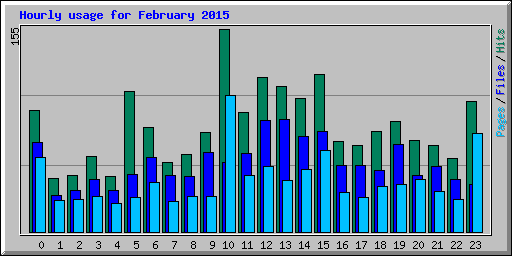 Hourly usage for February 2015
155
Pages / Files / Hits
0 1 2 3 4 5 6 7 8 9 10 11 12 13 14 15 16 17 18 19 20 21 22 23